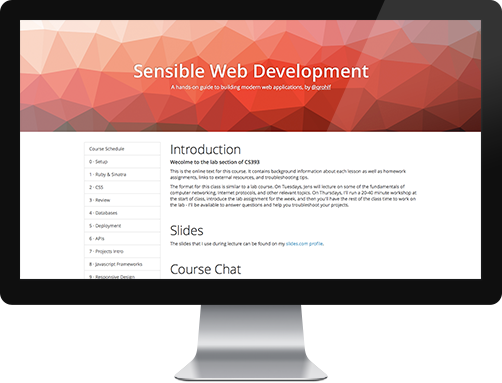 Sensible Web Development
A hands-on guide to building modern web applications, by @qrohlf
Course Schedule
0 - Setup
1 - Ruby & Sinatra
2 - CSS
3 - Review
4 - Databases
5 - Deployment
6 - APIs
7 - Projects Intro
8 - Javascript Frameworks
9 - Responsive Design
Introduction
Wecolme to the lab section of CS393
This is the online text for this course. It contains background information about each lesson as well as homework
assignments, links to external resources, and troubleshooting tips.
The format for this class is similar to a lab course. On Tuesdays, Jens will lecture on some of the fundamentals of
computer networking, internet protocols, and other relevant topics. On Thursdays, I'll run a 20-40 minute workshop at
the start of class, introduce the lab assignment for the week, and then you'll have the rest of the class time to work on
the lab - I'll be available to answer questions and help you troubleshoot your projects.
Slides
The slides that I use during lecture can be found on my slides.com profile.
Course Chat